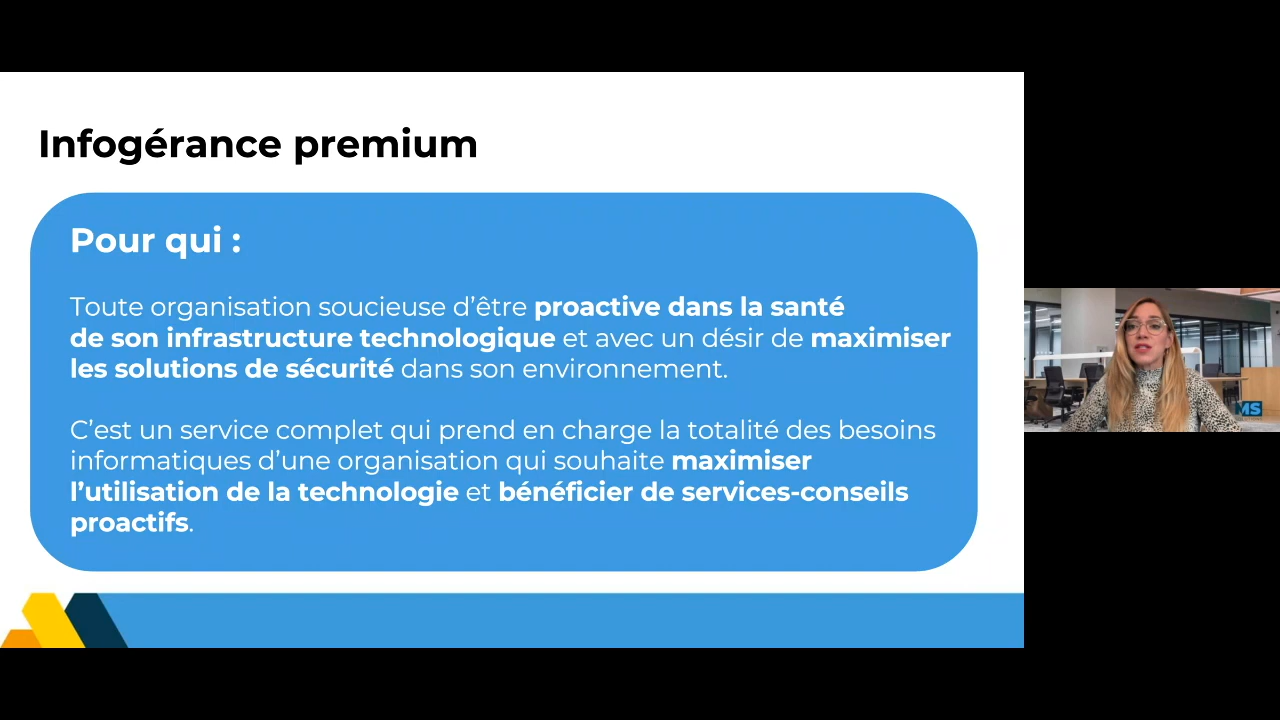 Infogérance premium
Pour qui :
Toute organisation soucieuse d’être proactive dans la santé
de son infrastructure technologique et avec un désir de maximiser
les solutions de sécurité dans son environnement.
C’est un service complet qui prend en charge la totalité des besoins
informatiques d’une organisation qui souhaite maximiser
l’utilisation de la technologie et bénéficier de services-conseils
proactifs.
MS